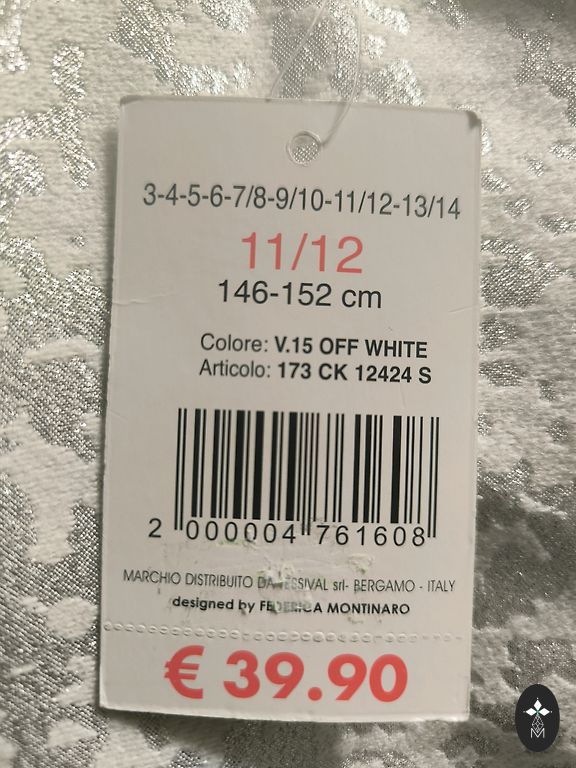 3-4-5-6-7/8-9/10-11/12-13/14
11/12
146-152 cm
Colore: V.15 OFF WHITE
Articolo: 173 CK 12424 S
2 000004 761608
MARCHIO DISTRIBUITO DA TESSIVAL srl- BERGAMO - ITALY
designed by FEDERICA MONTINARO
€ 39.90
M